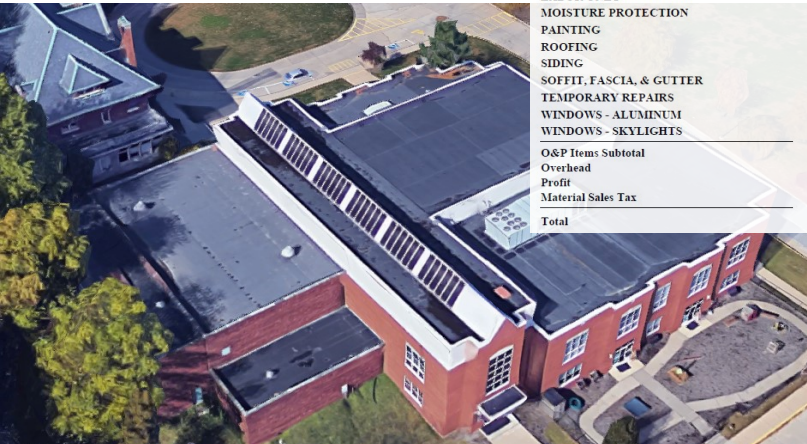 MOISTURE PROTECTION
PAINTING
ROOFING
SIDING
SOFFIT, FASCIA, & GUTTER
TEMPORARY REPAIRS
WINDOWS - ALUMINUM
WINDOWS - SKYLIGHTS
O&P Items Subtotal
Overhead
Profit
Material Sales Tax
Total